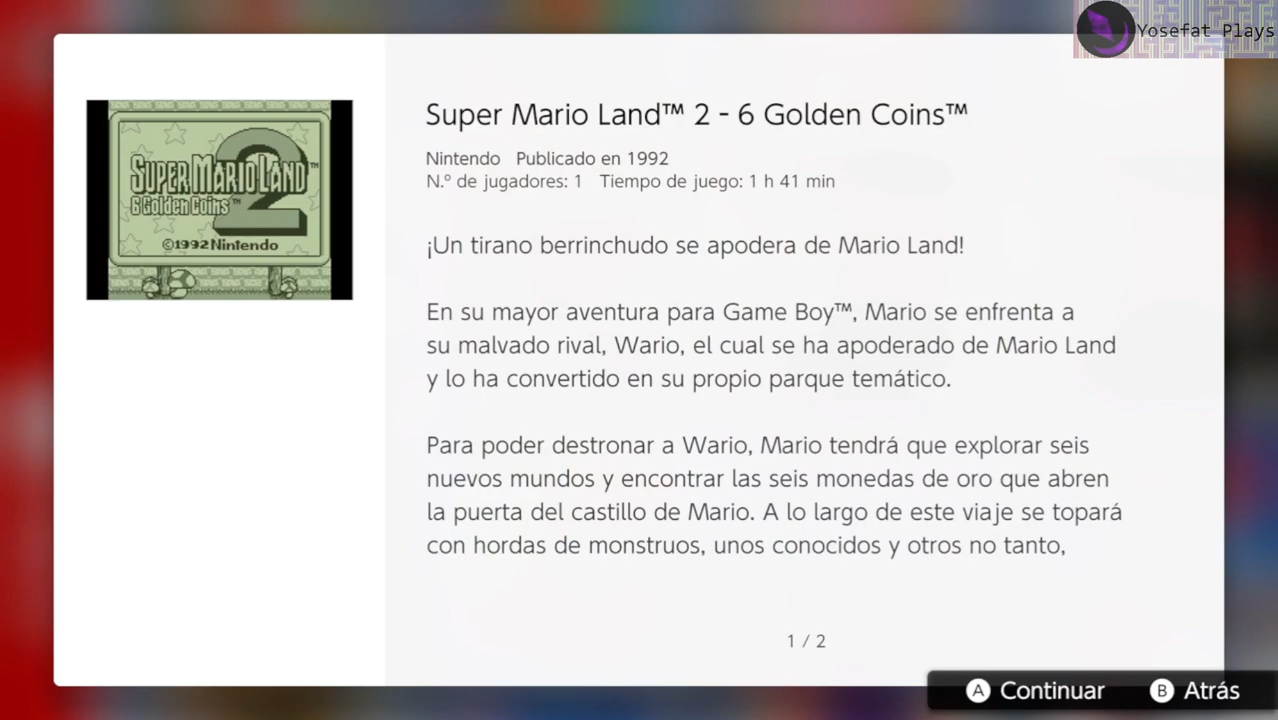 Yosefat Plays
SUPER MARIO LAND™ 2
6 Golden Coins™
©1992 Nintendo
Super Mario Land™ 2 - 6 Golden Coins™
Nintendo Publicado en 1992
N.º de jugadores: 1 Tiempo de juego: 1 h 41 min
¡Un tirano berrinchudo se apodera de Mario Land!
En su mayor aventura para Game Boy™, Mario se enfrenta a
su malvado rival, Wario, el cual se ha apoderado de Mario Land
y lo ha convertido en su propio parque temático.
Para poder destronar a Wario, Mario tendrá que explorar seis
nuevos mundos y encontrar las seis monedas de oro que abren
la puerta del castillo de Mario. A lo largo de este viaje se topará
con hordas de monstruos, unos conocidos y otros no tanto,
1 / 2
A Continuar B Atrás